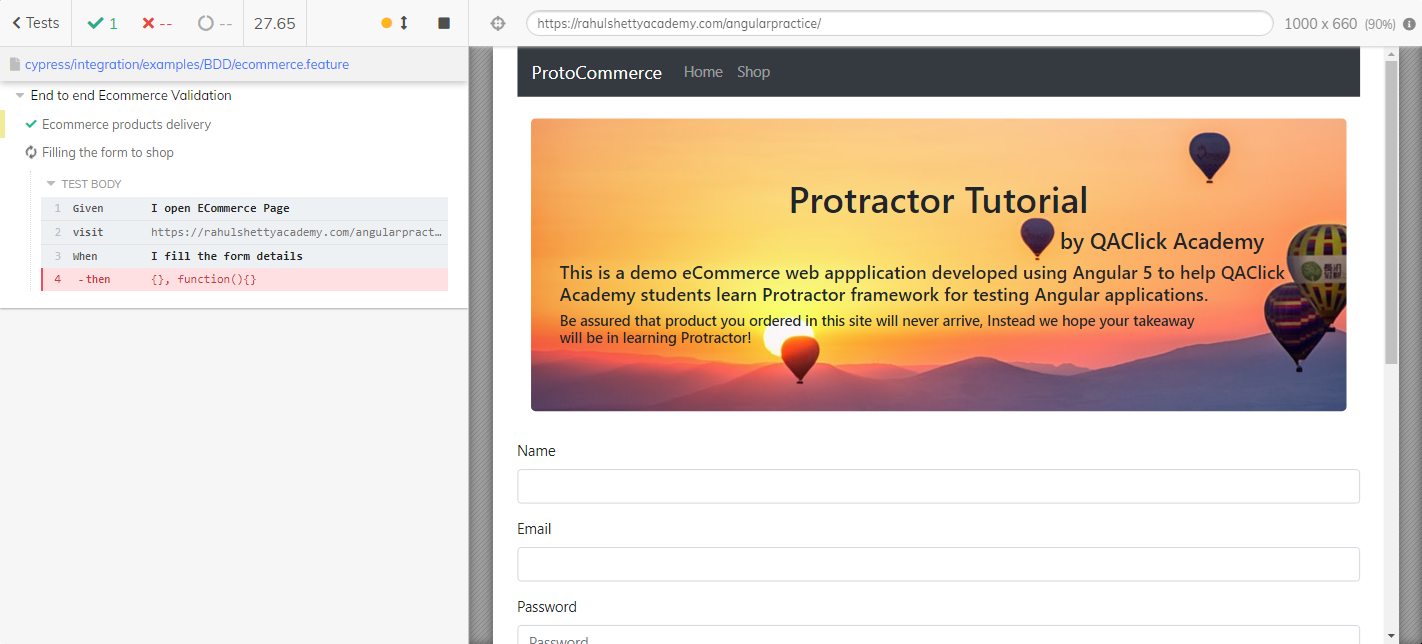 Tests
1
--
--
27.65
https://rahulshettyacademy.com/angularpractice/
1000 x 660 (90%)
cypress/integration/examples/BDD/ecommerce.feature
End to end Ecommerce Validation
Ecommerce products delivery
Filling the form to shop
TEST BODY
1 Given I open ECommerce Page
2 visit https://rahulshettyacademy.com/angularpract…
3 When I fill the form details
4 -then {}, function(){}
ProtoCommerce Home Shop
Protractor Tutorial
by QAClick Academy
This is a demo eCommerce web appplication developed using Angular 5 to help QAClick
Academy students learn Protractor framework for testing Angular applications.
Be assured that product you ordered in this site will never arrive, Instead we hope your takeaway
will be in learning Protractor!
Name
Email
Password
Password